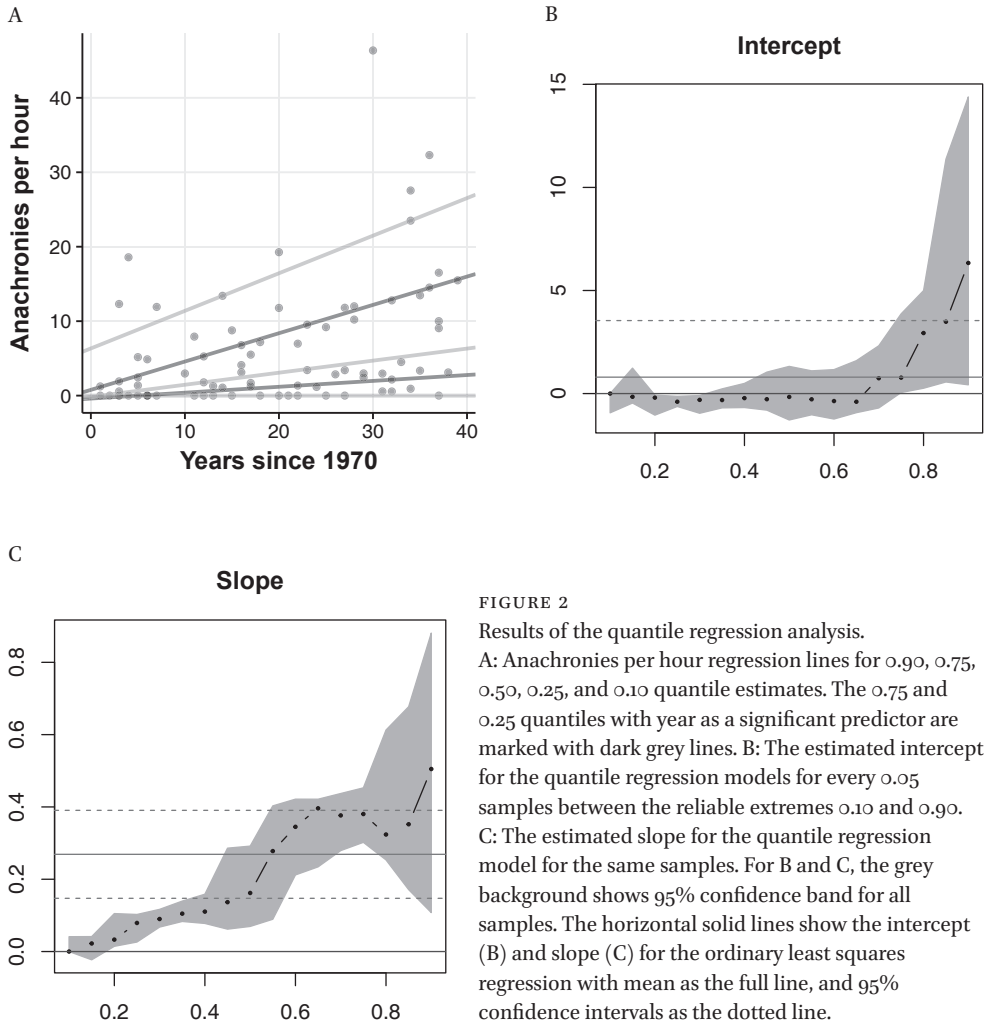 A
Anachronies per hour
40
30
20
10
0
0 10 20 30 40
Years since 1970
B
Intercept
15
10
5
0
0.2 0.4 0.6 0.8
C
Slope
0.8
0.6
0.4
0.2
0.0
0.2 0.4 0.6 0.8
FIGURE 2
Results of the quantile regression analysis.
A: Anachronies per hour regression lines for 0.90, 0.75,
0.50, 0.25, and 0.10 quantile estimates. The 0.75 and
0.25 quantiles with year as a significant predictor are
marked with dark grey lines. B: The estimated intercept
for the quantile regression models for every 0.05
samples between the reliable extremes 0.10 and 0.90.
C: The estimated slope for the quantile regression
model for the same samples. For B and C, the grey
background shows 95% confidence band for all
samples. The horizontal solid lines show the intercept
(B) and slope (C) for the ordinary least squares
regression with mean as the full line, and 95%
confidence intervals as the dotted line.